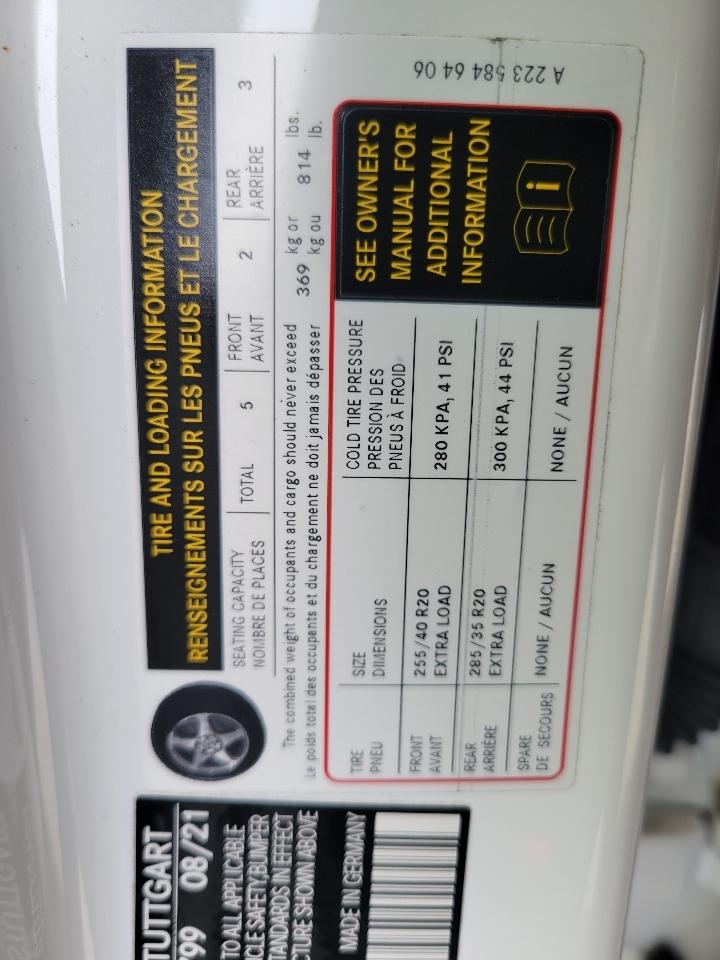 TIRE AND LOADING INFORMATION
RENSEIGNEMENTS SUR LES PNEUS ET LE CHARGEMENT
SEATING CAPACITY TOTAL 5 FRONT 2 REAR 3
NOMBRE DE PLACES AVANT ARRIÈRE
The combined weight of occupants and cargo should never exceed 369 kg or 814 lbs.
Le poids total des occupants et du chargement ne doit jamais dépasser kg ou lb.
TIRE SIZE COLD TIRE PRESSURE
PNEU DIMENSIONS PRESSION DES
PNEUS À FROID
FRONT 255/40 R20 280 KPA, 41 PSI
AVANT EXTRA LOAD
REAR 285/35 R20 300 KPA, 44 PSI
ARRIÈRE EXTRA LOAD
SPARE NONE / AUCUN NONE / AUCUN
DE SECOURS
SEE OWNER'S
MANUAL FOR
ADDITIONAL
INFORMATION
i
A 223 584 64 06
TUTTGART
99 08/21
TO ALL APPLICABLE
ICLE SAFETY, BUMPER
TANDARDS IN EFFECT
CTURE SHOWN ABOVE
MADE IN GERMANY